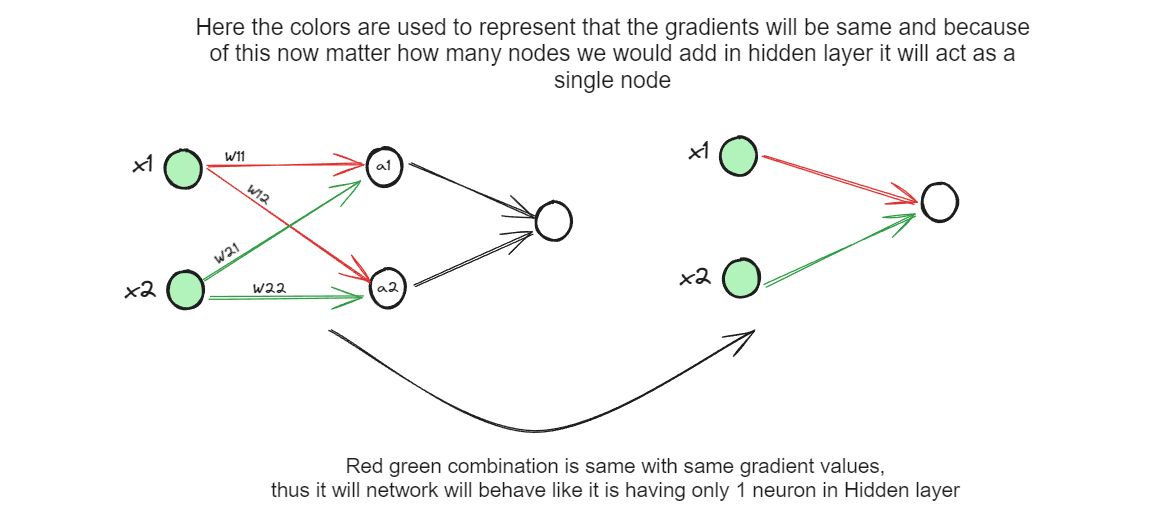 Here the colors are used to represent that the gradients will be same and because
of this now matter how many nodes we would add in hidden layer it will act as a
single node
x1
W11
a1
W12
W21
x2
W22
a2
x1
x2
Red green combination is same with same gradient values,
thus it will network will behave like it is having only 1 neuron in Hidden layer